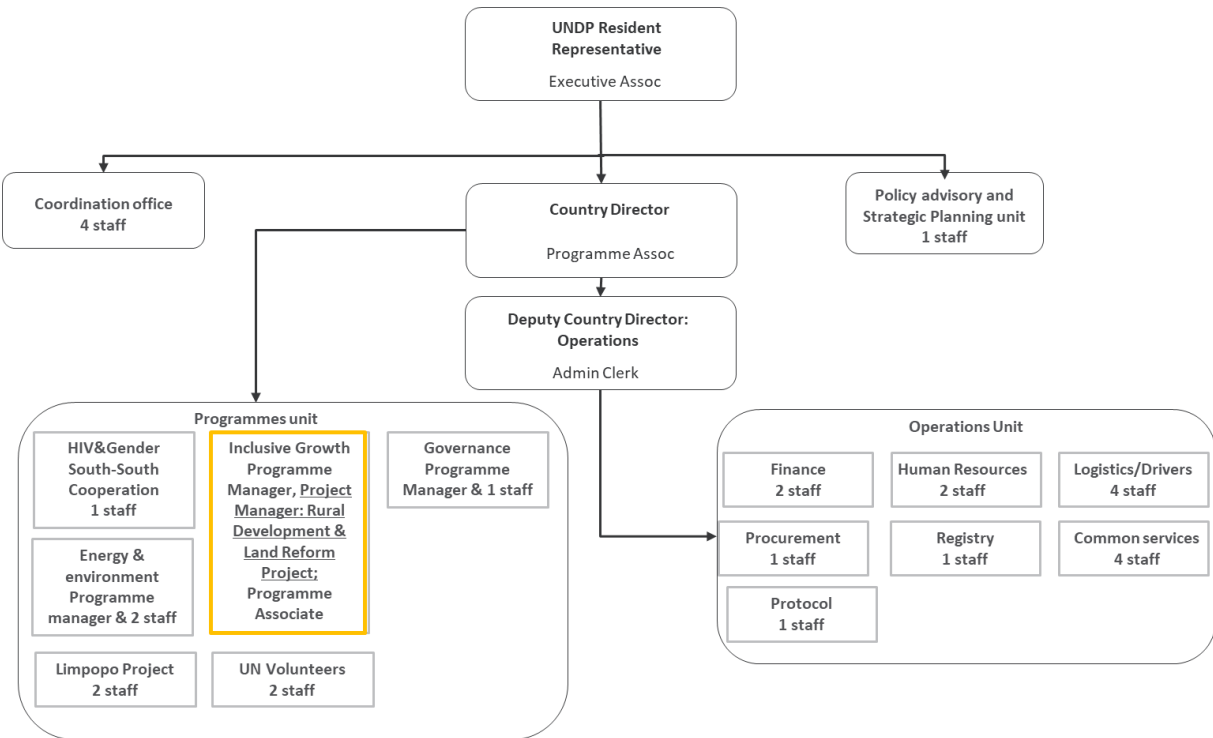 UNDP Resident
Representative
Executive Assoc
Coordination office
4 staff
Country Director
Programme Assoc
Policy advisory and
Strategic Planning unit
1 staff
Deputy Country Director:
Operations
Admin Clerk
Programmes unit
HIV&Gender
South-South
Cooperation
1 staff
Inclusive Growth
Programme
Manager, Project
Manager: Rural
Development &
Land Reform
Project;
Programme
Associate
Governance
Programme
Manager & 1 staff
Energy &
environment
Programme
manager & 2 staff
Limpopo Project
2 staff
UN Volunteers
2 staff
Operations Unit
Finance
2 staff
Human Resources
2 staff
Logistics/Drivers
4 staff
Procurement
1 staff
Registry
1 staff
Common services
4 staff
Protocol
1 staff